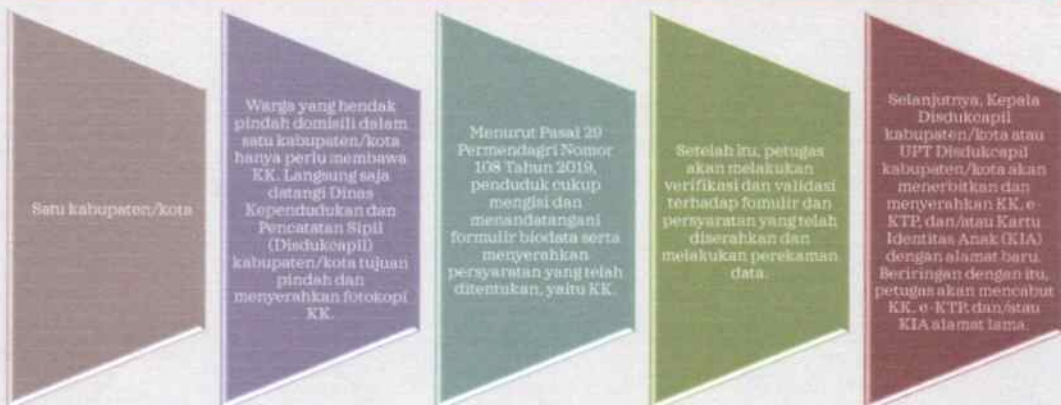 Satu kabupaten/kota
Warga yang hendak
pindah domisili dalam
satu kabupaten/kota
hanya perlu membawa
KK. Langsung saja
datangi Dinas
Kependudukan dan
Pencatatan Sipil
(Disdukcapil)
kabupaten/kota tujuan
pindah dan
menyerahkan fotokopi
KK.
Menurut Pasal 29
Permendagri Nomor
108 Tahun 2019,
penduduk cukup
mengisi dan
menandatangani
formulir biodata serta
menyerahkan
persyaratan yang telah
ditentukan, yaitu KK.
Setelah itu, petugas
akan melakukan
verifikasi dan validasi
terhadap fomulir dan
persyaratan yang telah
diserahkan dan
melakukan perekaman
data.
Selanjutnya, Kepala
Disdukcapil
kabupaten/kota atau
UPT Disdukcapil
kabupaten/kota akan
menerbitkan dan
menyerahkan KK, e-
KTP, dan/atau Kartu
Identitas Anak (KIA)
dengan alamat baru.
Beriringan dengan itu,
petugas akan mencabut
KK, e-KTP, dan/atau
KIA alamat lama.